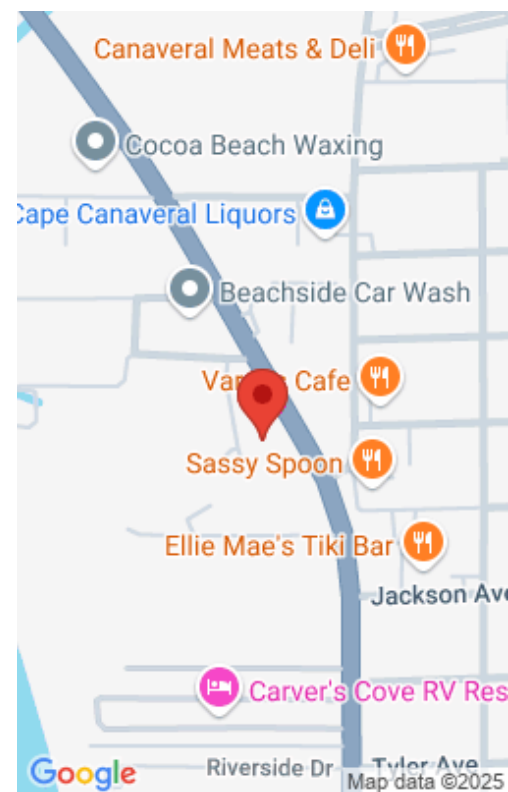 Canaveral Meats & Deli
Cocoa Beach Waxing
Cape Canaveral Liquors
Beachside Car Wash
Cafe
Sassy Spoon
Ellie Mae's Tiki Bar
Jackson Ave
Carver's Cove RV Res
Riverside Dr
Tyler Ave
Google
Map data ©2025